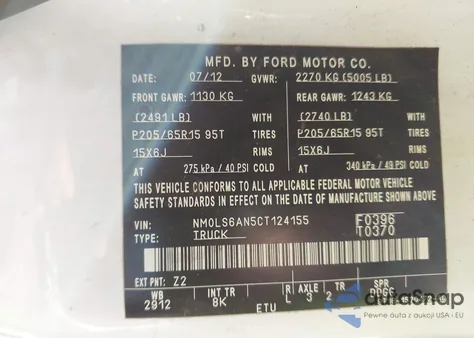 MFD. BY FORD MOTOR CO.
DATE: 07/12 GVWR: 2270 KG (5005 LB)
FRONT GAWR: 1130 KG REAR GAWR: 1243 KG
(2491 LB) WITH (2740 LB) WITH
P205/65R15 95T TIRES P205/65R15 95T TIRES
15X6J RIMS 15X6J RIMS
AT 275 kPa / 40 PSI COLD AT 340 kPa / 49 PSI COLD
THIS VEHICLE CONFORMS TO ALL APPLICABLE FEDERAL MOTOR VEHICLE
SAFETY STANDARDS IN EFFECT ON THE DATE OF MANUFACTURE SHOWN ABOVE
VIN: NM0LS6AN5CT124155 F0396
TYPE: TRUCK T0370
EXT PNT: Z2
WB INT TR R AXLE TR SPR
2912 8K L 3 2
ETU
autaSnap
Pewne auta z aukcji USA i EU